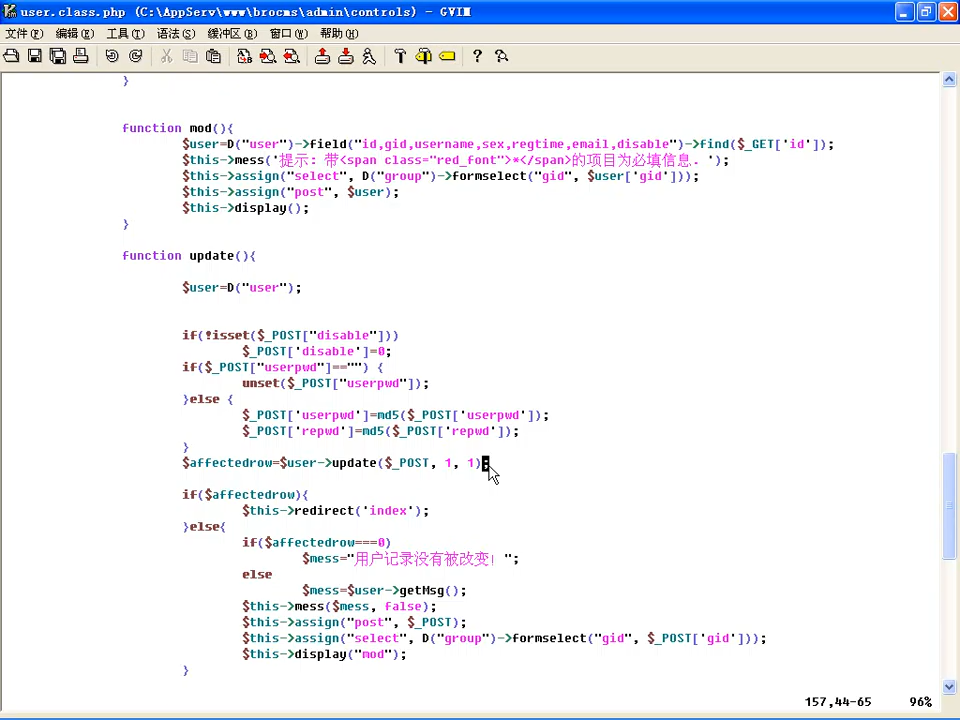 user.class.php (C:\AppServ\www\brocms\admin\controls) - GVIM
文件(F) 编辑(E) 工具(T) 语法(S) 缓冲区(B) 窗口(W) 帮助(H)
}
function mod(){
$user=D("user")->field("id,gid,username,sex,regtime,email,disable")->find($_GET['id']);
$this->mess('提示: 带<span class="red_font">*</span>的项目为必填信息. ');
$this->assign("select", D("group")->formselect("gid", $user['gid']));
$this->assign("post", $user);
$this->display();
}
function update(){
$user=D("user");
if(!isset($_POST["disable"]))
$_POST['disable']=0;
if($_POST["userpwd"]=="") {
unset($_POST["userpwd"]);
}else {
$_POST['userpwd']=md5($_POST['userpwd']);
$_POST['repwd']=md5($_POST['repwd']);
}
$affectedrow=$user->update($_POST, 1, 1);
if($affectedrow){
$this->redirect('index');
}else{
if($affectedrow===0)
$mess="用户记录没有被改变! ";
else
$mess=$user->getMsg();
$this->mess($mess, false);
$this->assign("post", $_POST);
$this->assign("select", D("group")->formselect("gid", $_POST['gid']));
$this->display("mod");
}
157,44-65 96%